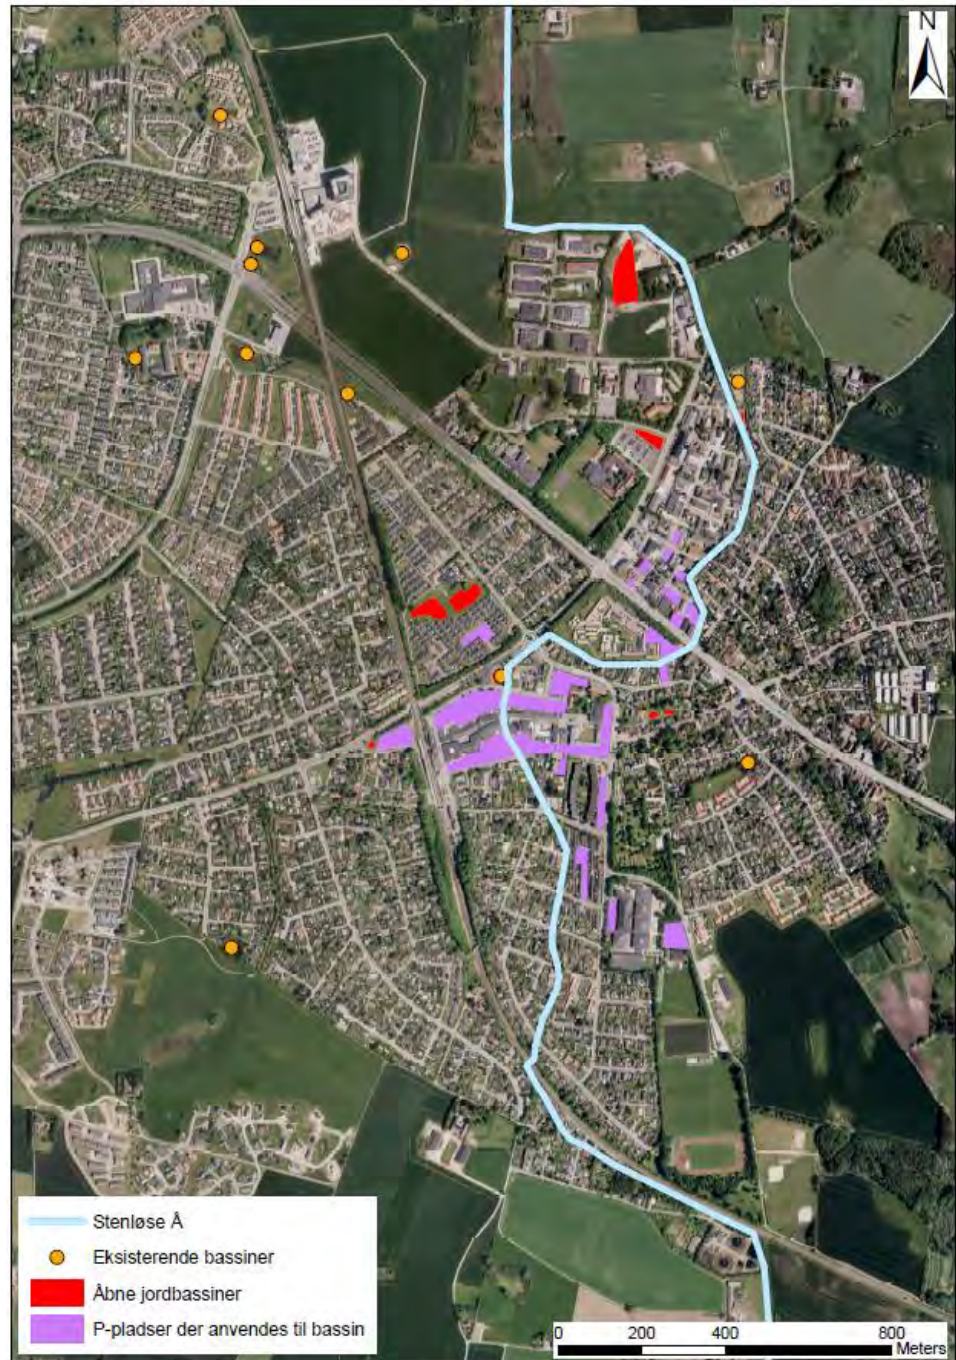 N
Stenløse Å
Eksisterende bassiner
Åbne jordbassiner
P-pladser der anvendes til bassin
0 200 400 800
Meters